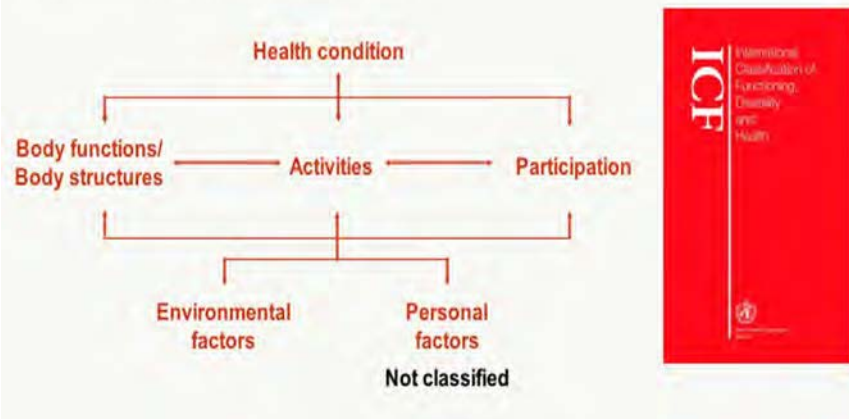 Health condition
Body functions/
Body structures
Activities
Participation
Environmental
factors
Personal
factors
Not classified
ICF
International
Classification of
Functioning,
Disability
and
Health